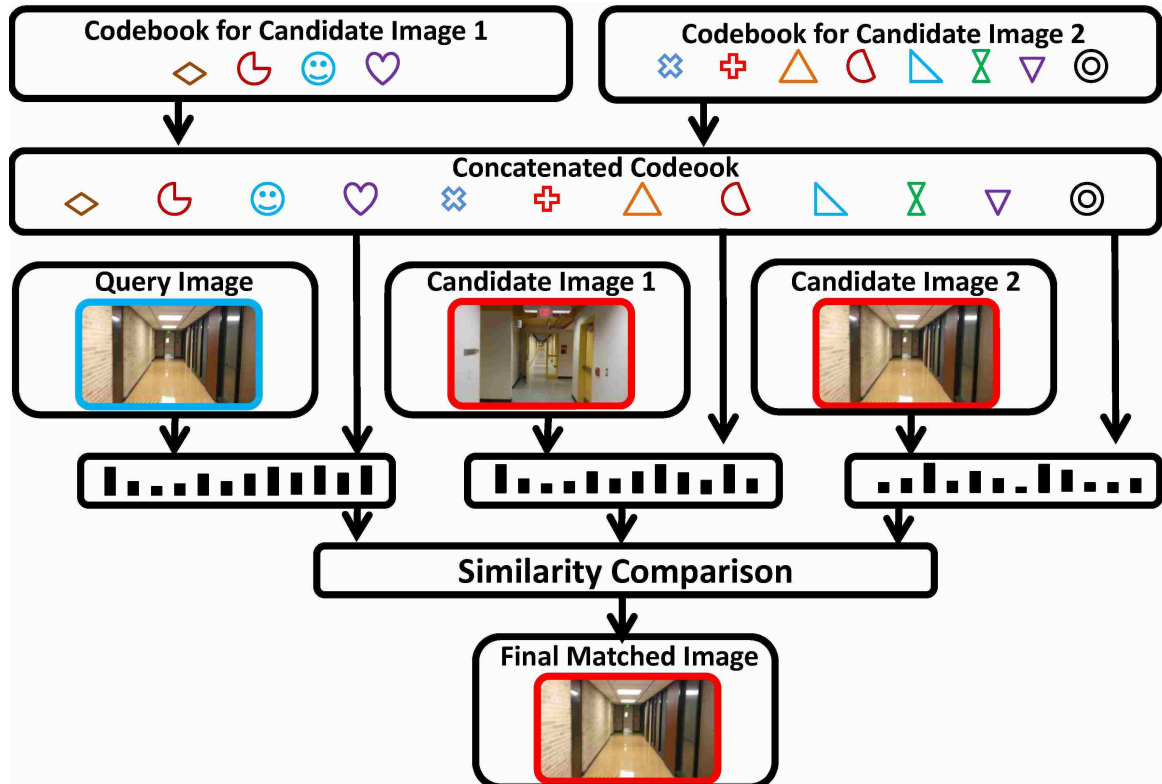 Codebook for Candidate Image 1
Codebook for Candidate Image 2
Concatenated Codeook
Query Image
Candidate Image 1
Candidate Image 2
Similarity Comparison
Final Matched Image